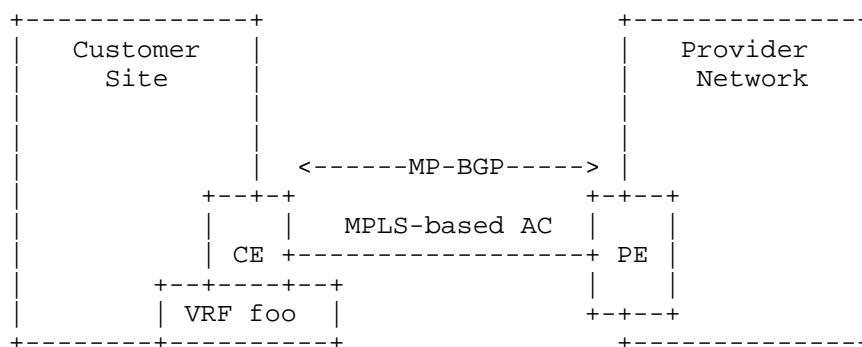 Customer Provider
Site Network
<------MP-BGP----->
MPLS-based AC
CE PE
VRF foo